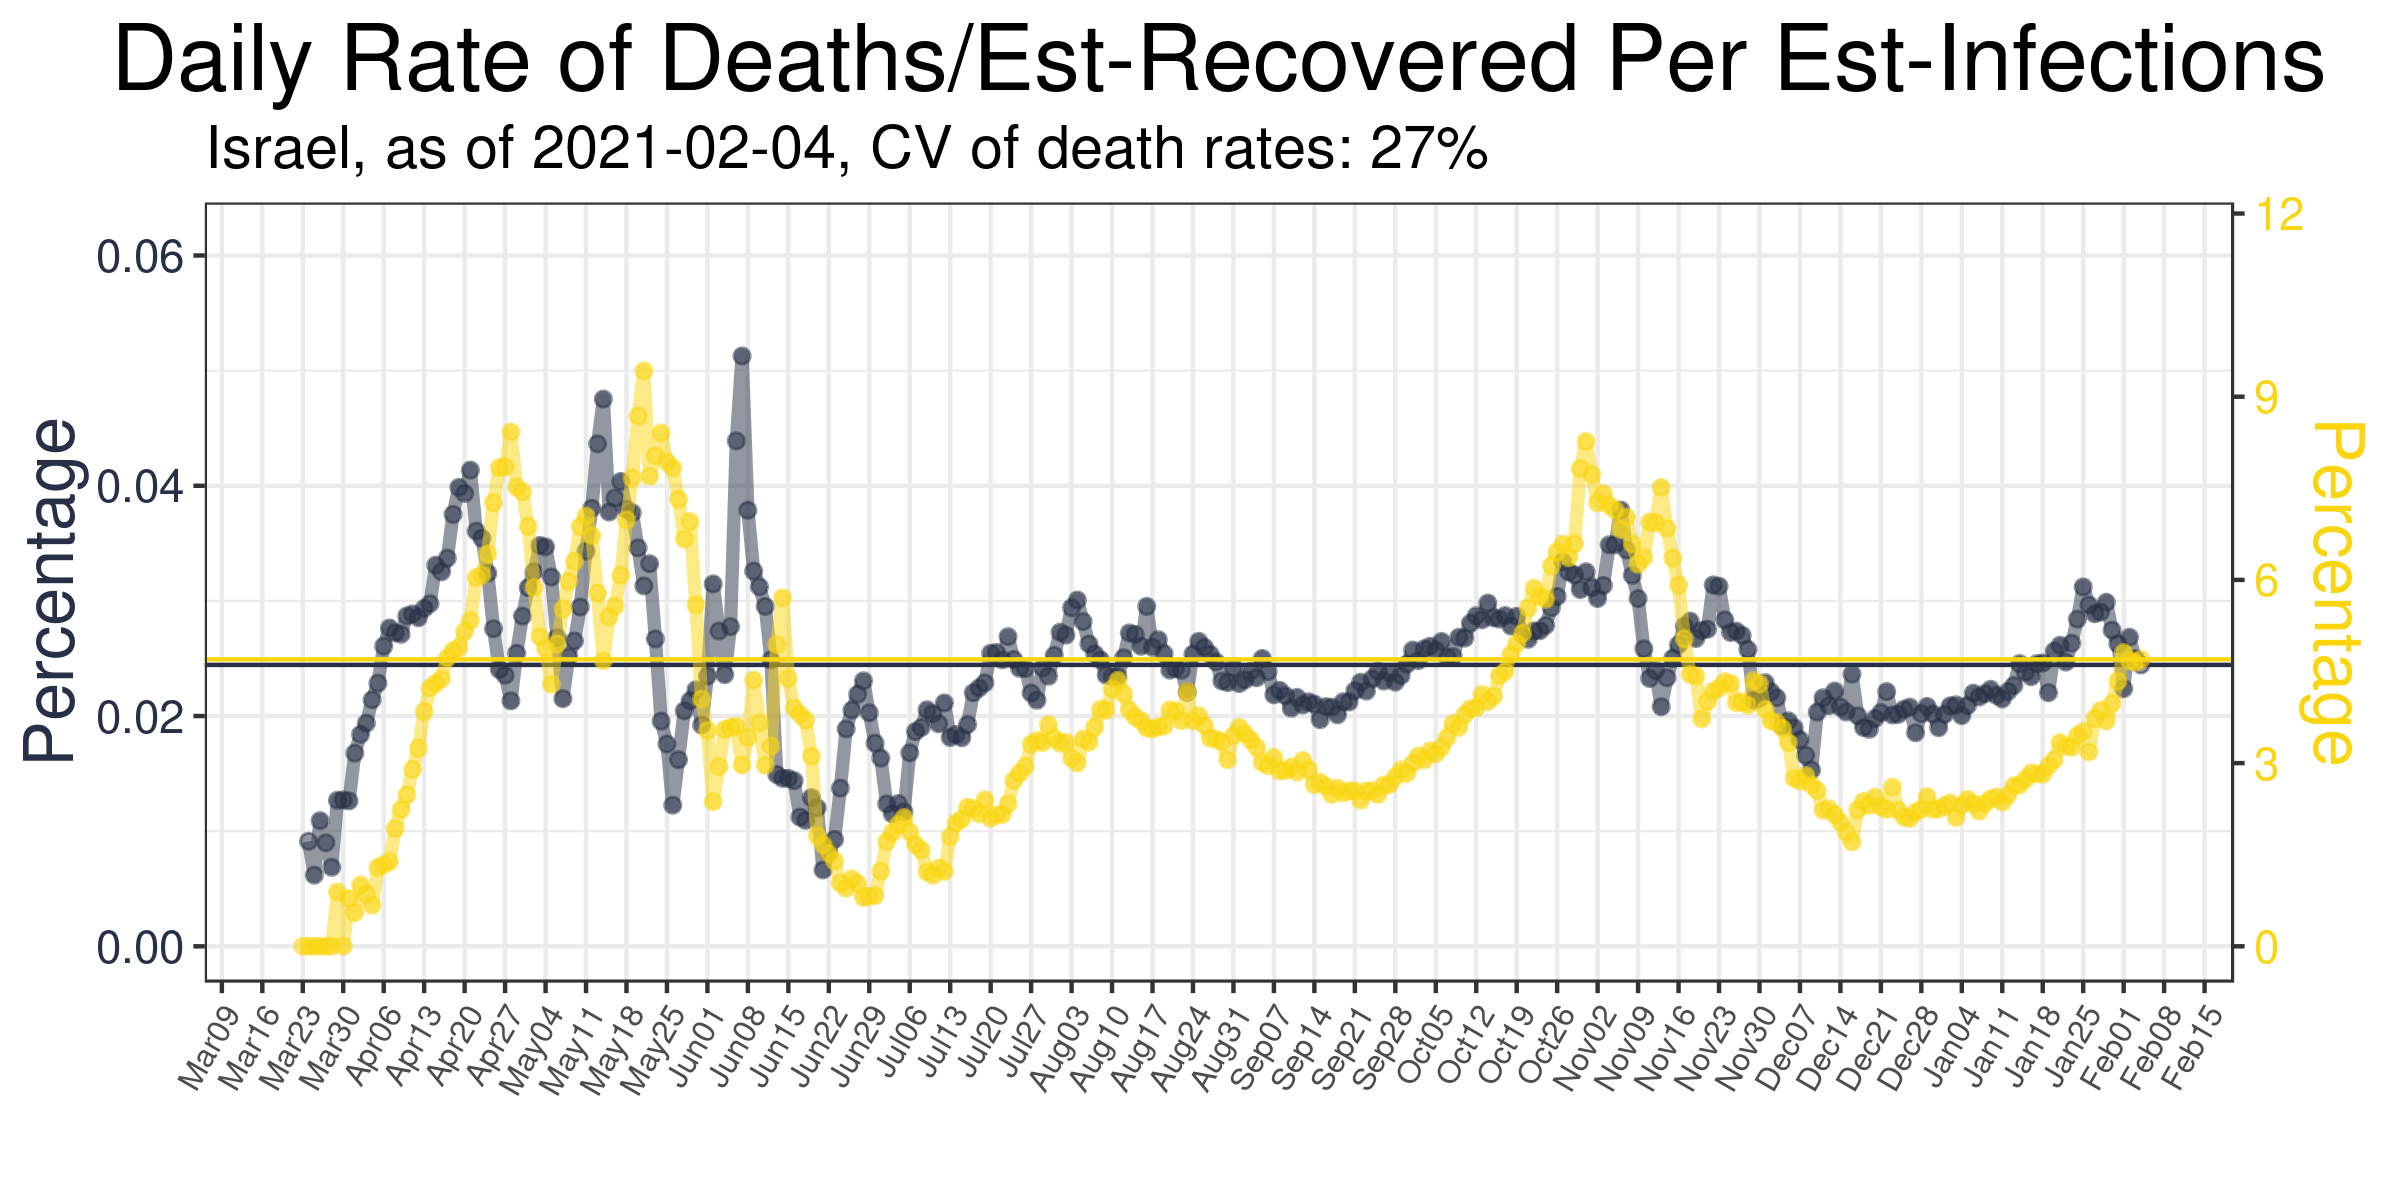 Daily Rate of Deaths/Est-Recovered Per Est-Infections
Israel, as of 2021-02-04, CV of death rates: 27%
Percentage
0.06
0.04
0.02
0.00
12
9
6
3
0
Percentage
Mar09
Mar16
Mar23
Mar30
Apr06
Apr13
Apr20
Apr27
May04
May11
May18
May25
Jun01
Jun08
Jun15
Jun22
Jun29
Jul06
Jul13
Jul20
Jul27
Aug03
Aug10
Aug17
Aug24
Aug31
Sep07
Sep14
Sep21
Sep28
Oct05
Oct12
Oct19
Oct26
Nov02
Nov09
Nov16
Nov23
Nov30
Dec07
Dec14
Dec21
Dec28
Jan04
Jan11
Jan18
Jan25
Feb01
Feb08
Feb15